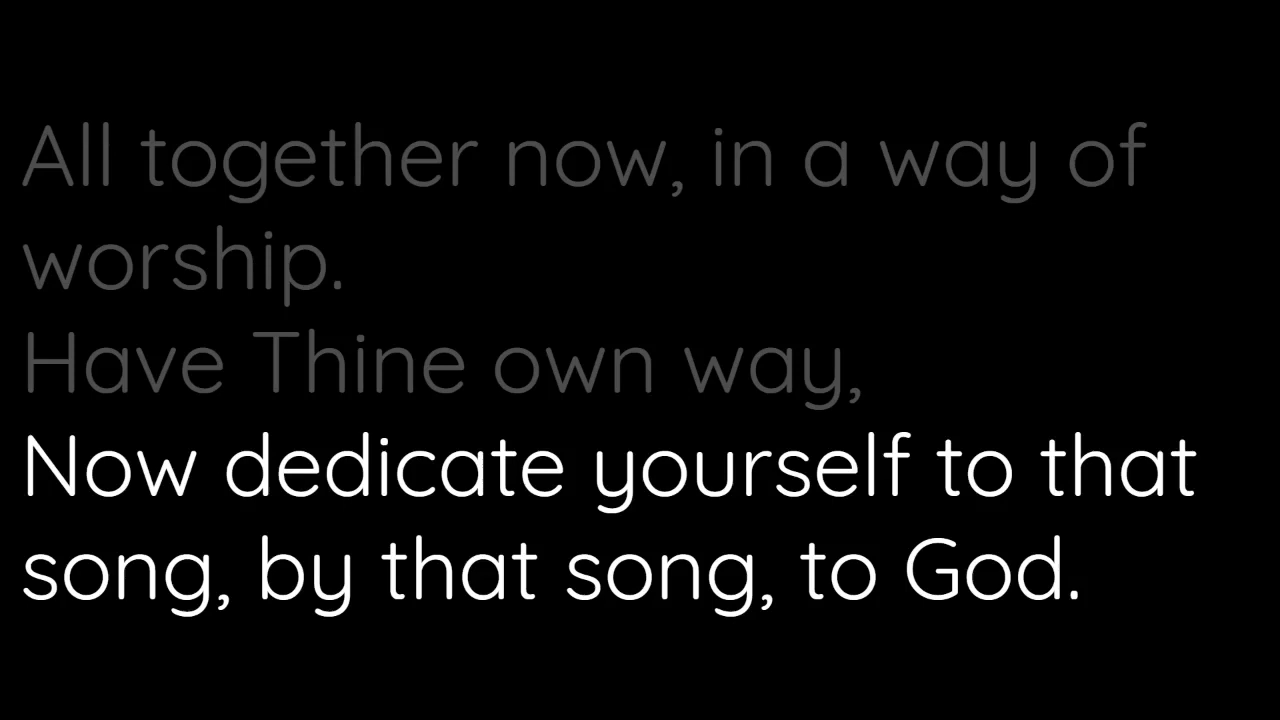 All together now, in a way of
worship.
Have Thine own way,
Now dedicate yourself to that
song, by that song, to God.